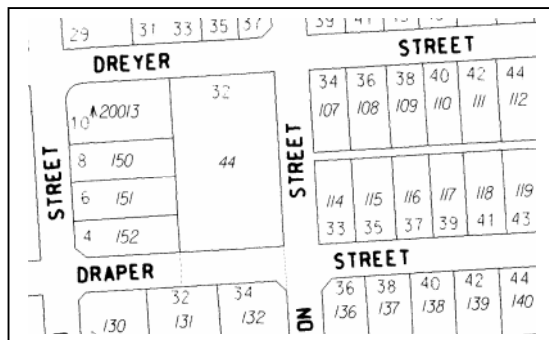 29 31 33 35 37 39 41
DREYER STREET
32 34 36 38 40 42 44
10 20013 107 108 109 110 111 112
8 150
44
6 151
4 152
STREET
STREET
114 115 116 117 118 119
33 35 37 39 41 43
DRAPER STREET
32 34 36 38 40 42 44
130 131 132 136 137 138 139 140
ON